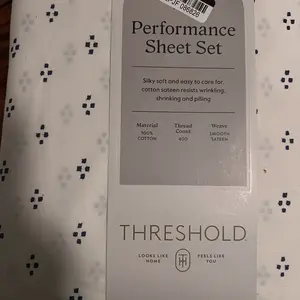 Performance
Sheet Set
Silky soft and easy to care for,
cotton sateen resists wrinkling,
shrinking and pilling
Material
Thread
Count
Weave
100%
COTTON
400
SMOOTH
SATEEN
THRESHOLD
LOOKS LIKE
HOME
FEELS LIKE
YOU